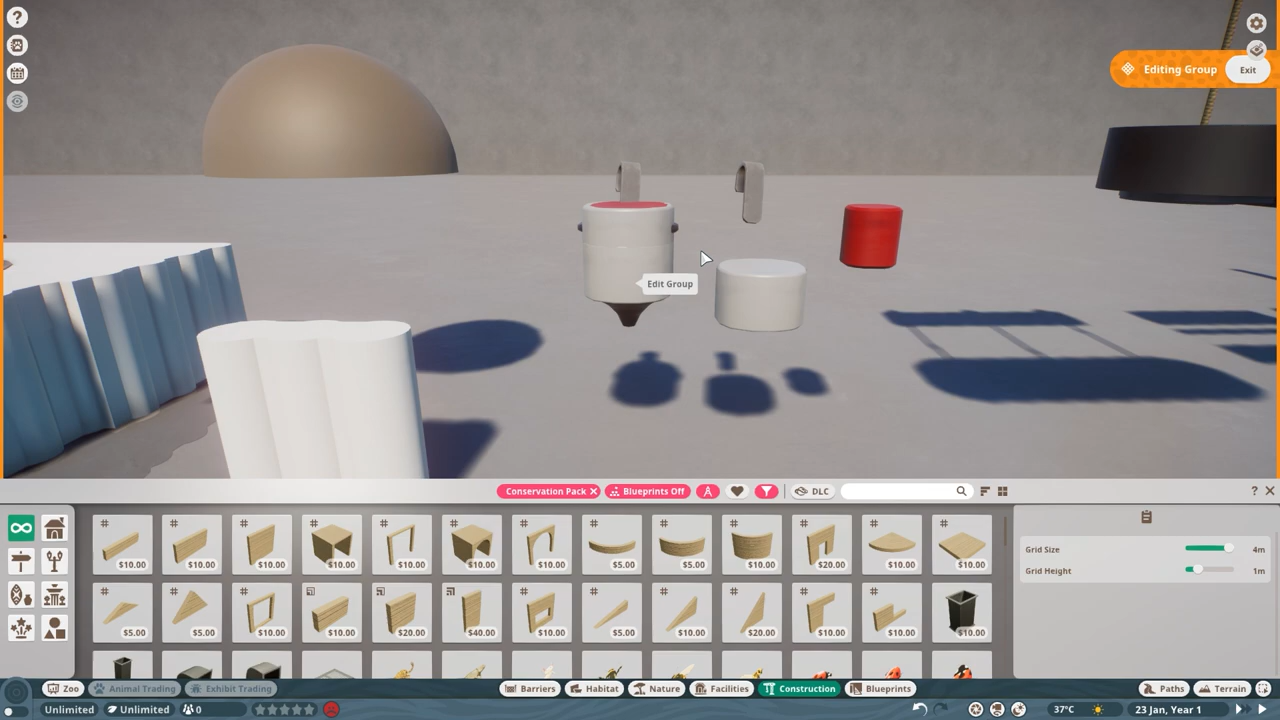 ?
Editing Group
Exit
Edit Group
Conservation Pack
Blueprints Off
DLC
?
$10.00 $10.00 $10.00 $10.00 $10.00 $10.00 $10.00 $5.00 $5.00 $10.00 $20.00 $10.00 $10.00
Grid Size 4m
Grid Height 1m
$5.00 $5.00 $10.00 $10.00 $20.00 $40.00 $10.00 $5.00 $10.00 $20.00 $10.00 $10.00 $10.00
Zoo Animal Trading Exhibit Trading Barriers Habitat Nature Facilities Construction Blueprints Paths Terrain
Unlimited Unlimited 0 37°C 23 Jan, Year 1